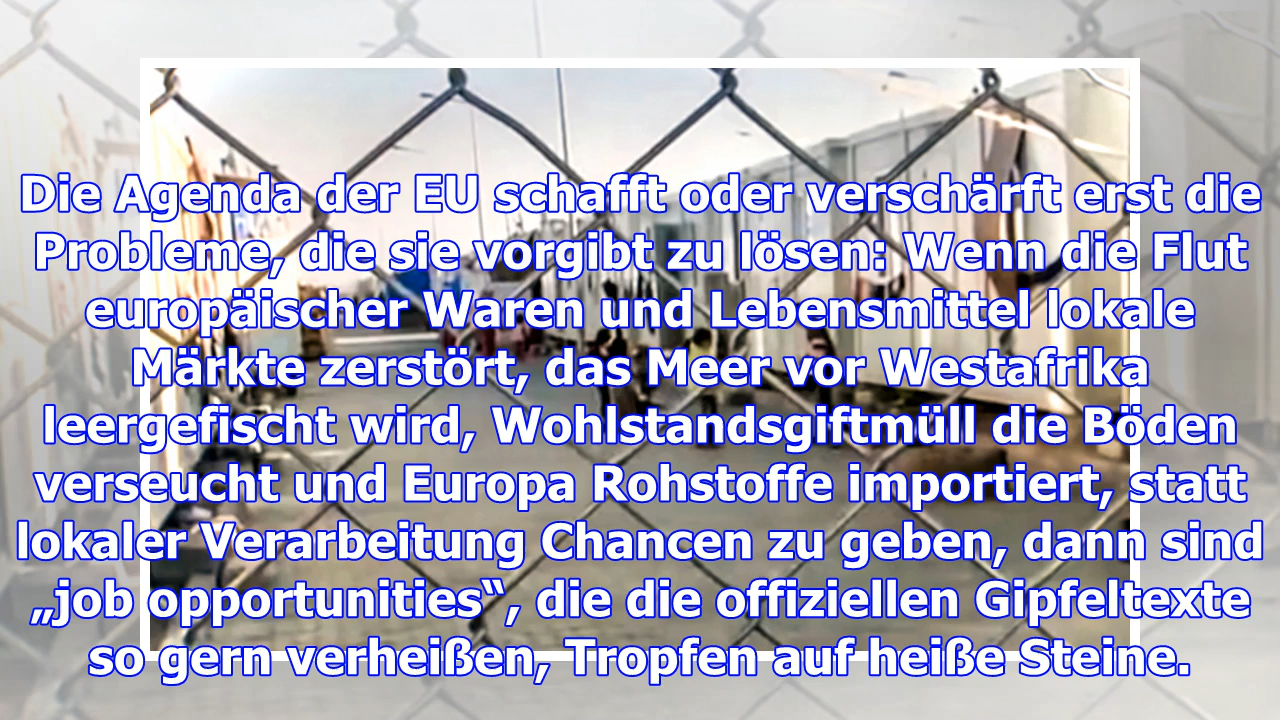 Die Agenda der EU schafft oder verschärft erst die
Probleme, die sie vorgibt zu lösen: Wenn die Flut
europäischer Waren und Lebensmittel lokale
Märkte zerstört, das Meer vor Westafrika
leergefischt wird, Wohlstandsgiftmüll die Böden
verseucht und Europa Rohstoffe importiert, statt
lokaler Verarbeitung Chancen zu geben, dann sind
„job opportunities“, die die offiziellen Gipfeltexte
so gern verheißen, Tropfen auf heiße Steine.